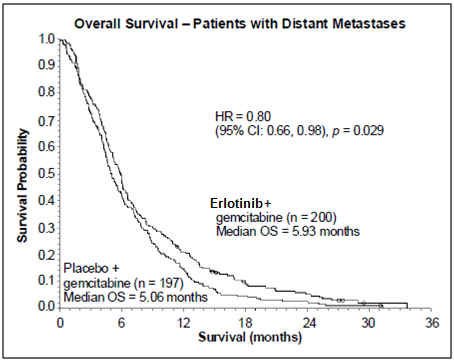 Overall Survival – Patients with Distant Metastases
Survival Probability
1.0
0.9
0.8
0.7
0.6
0.5
0.4
0.3
0.2
0.1
0.0
HR = 0.80
(95% CI: 0.66, 0.98), p = 0.029
Erlotinib+
gemcitabine (n = 200)
Median OS = 5.93 months
Placebo +
gemcitabine (n = 197)
Median OS = 5.06 months
0 6 12 18 24 30 36
Survival (months)